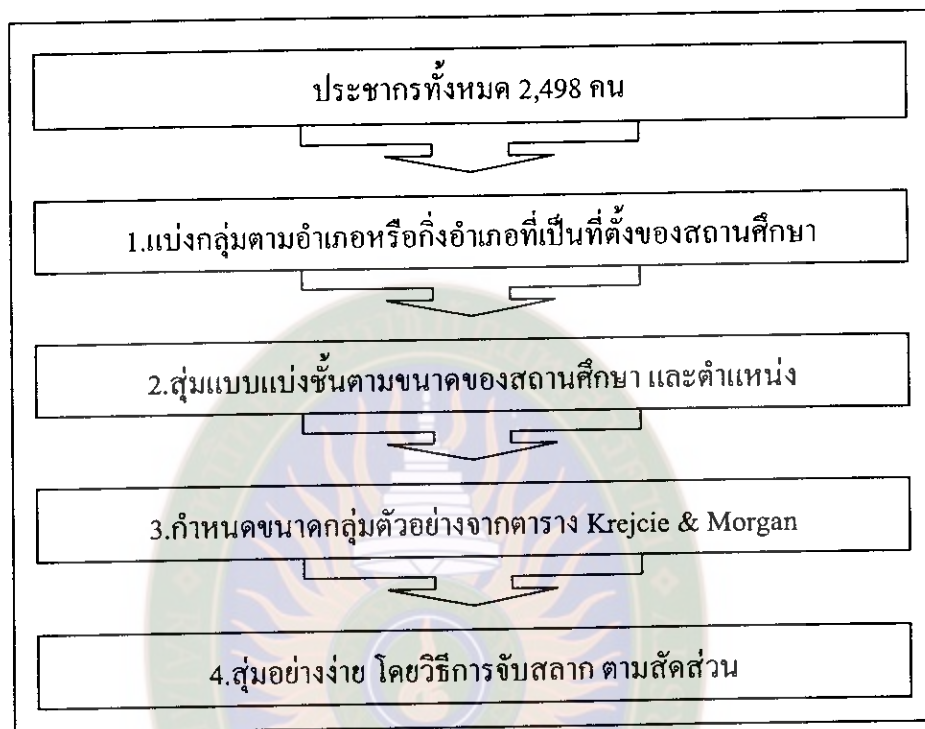 ประชากรทั้งหมด 2,498 คน
1.แบ่งกลุ่มตามอำเภอหรือกิ่งอำเภอที่เป็นที่ตั้งของสถานศึกษา
2.สุ่มแบบแบ่งชั้นตามขนาดของสถานศึกษา และตำแหน่ง
3.กำหนดขนาดกลุ่มตัวอย่างจากตาราง Krejcie & Morgan
4.สุ่มอย่างง่าย โดยวิธีการจับสลาก ตามสัดส่วน